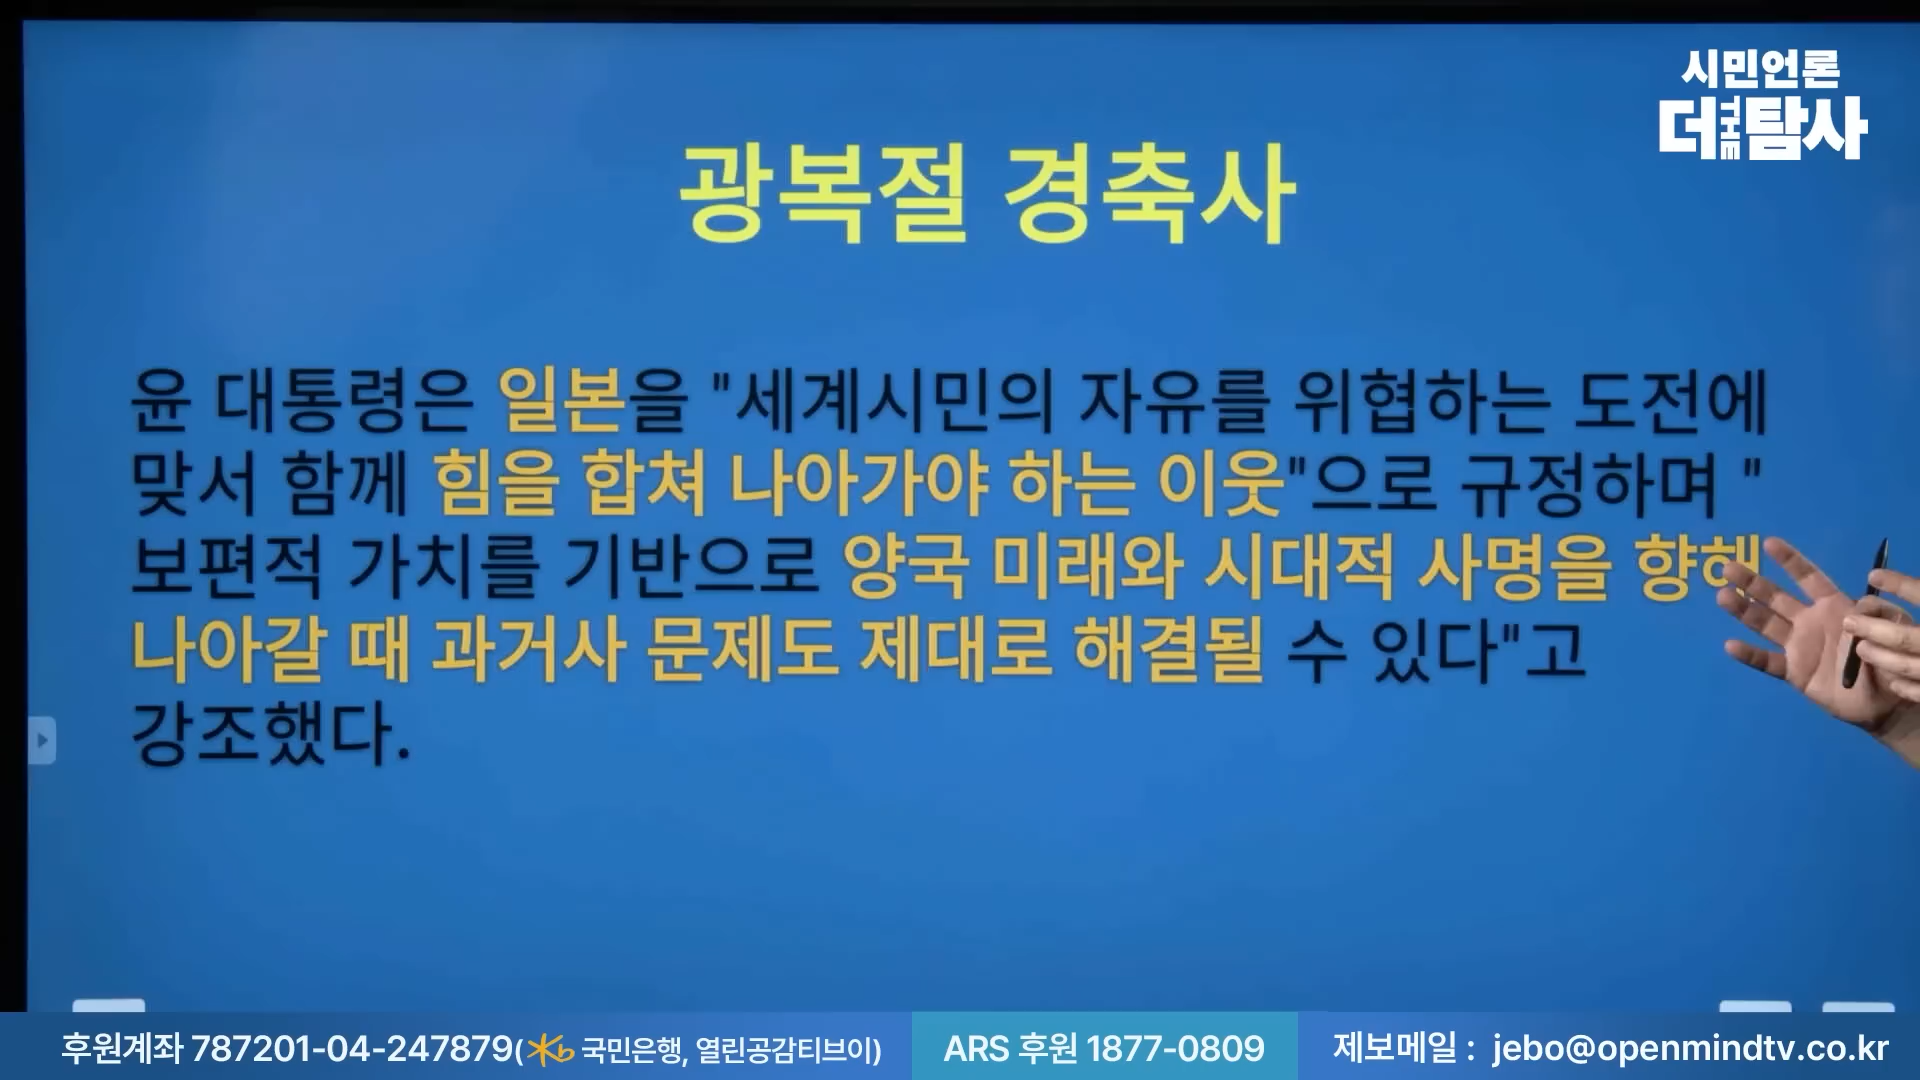 시민언론
더탐사
광복절 경축사
윤 대통령은 일본을 "세계시민의 자유를 위협하는 도전에
맞서 함께 힘을 합쳐 나아가야 하는 이웃"으로 규정하며 "
보편적 가치를 기반으로 양국 미래와 시대적 사명을 향해
나아갈 때 과거사 문제도 제대로 해결될 수 있다"고
강조했다.
후원계좌 787201-04-247879( 국민은행, 열린공감티브이) ARS 후원 1877-0809 제보메일 : jebo@openmindtv.co.kr